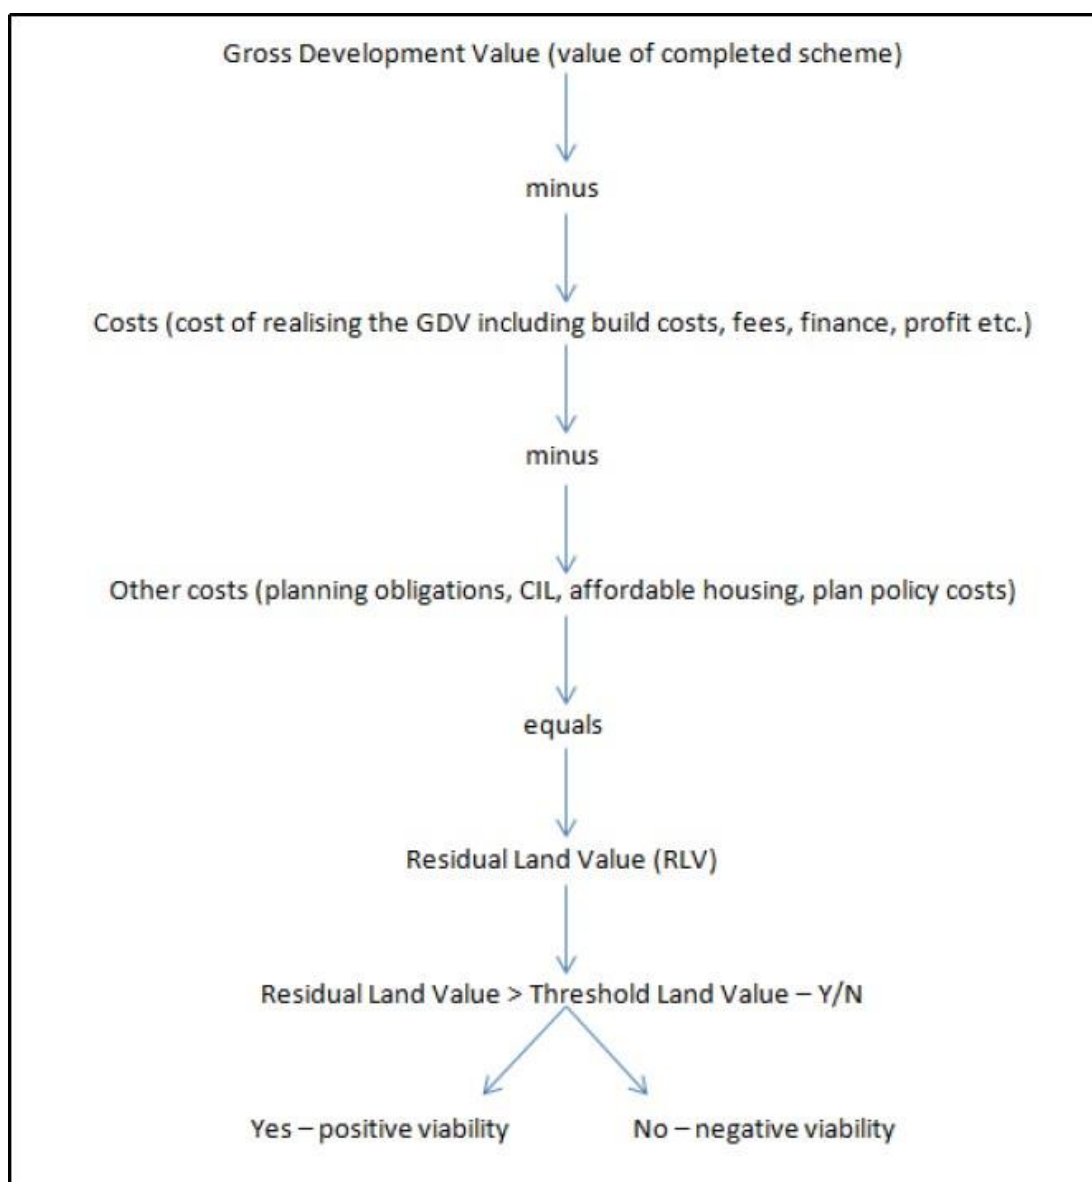 Gross Development Value (value of completed scheme)
minus
Costs (cost of realising the GDV including build costs, fees, finance, profit etc.)
minus
Other costs (planning obligations, CIL, affordable housing, plan policy costs)
equals
Residual Land Value (RLV)
Residual Land Value > Threshold Land Value – Y/N
Yes – positive viability
No – negative viability